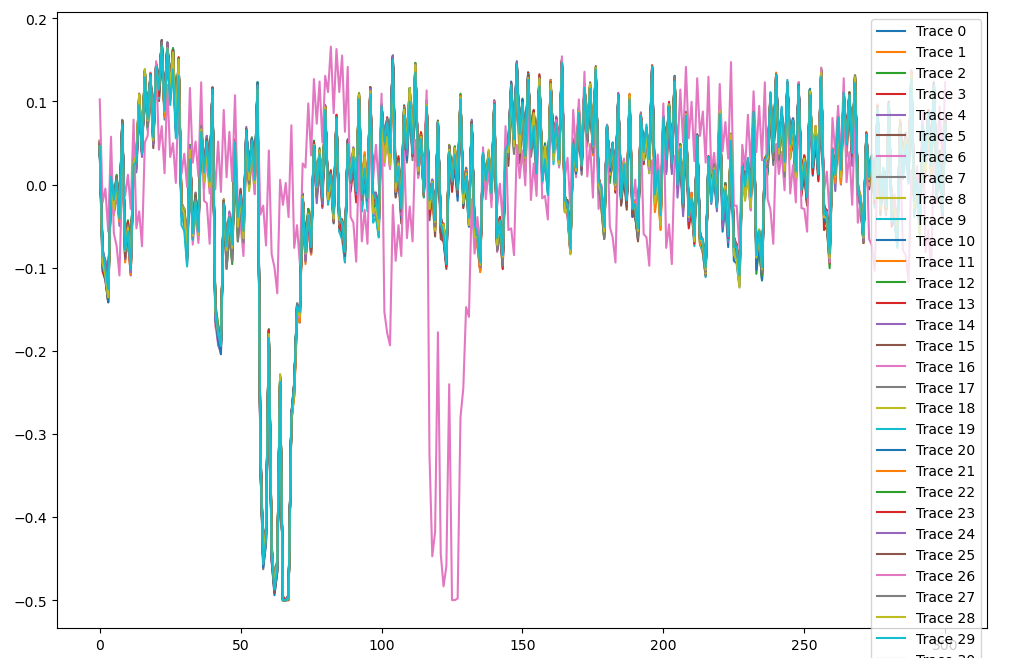 0.2
0.1
0.0
−0.1
−0.2
−0.3
−0.4
−0.5
0
50
100
150
200
250
300
Trace 0
Trace 1
Trace 2
Trace 3
Trace 4
Trace 5
Trace 6
Trace 7
Trace 8
Trace 9
Trace 10
Trace 11
Trace 12
Trace 13
Trace 14
Trace 15
Trace 16
Trace 17
Trace 18
Trace 19
Trace 20
Trace 21
Trace 22
Trace 23
Trace 24
Trace 25
Trace 26
Trace 27
Trace 28
Trace 29